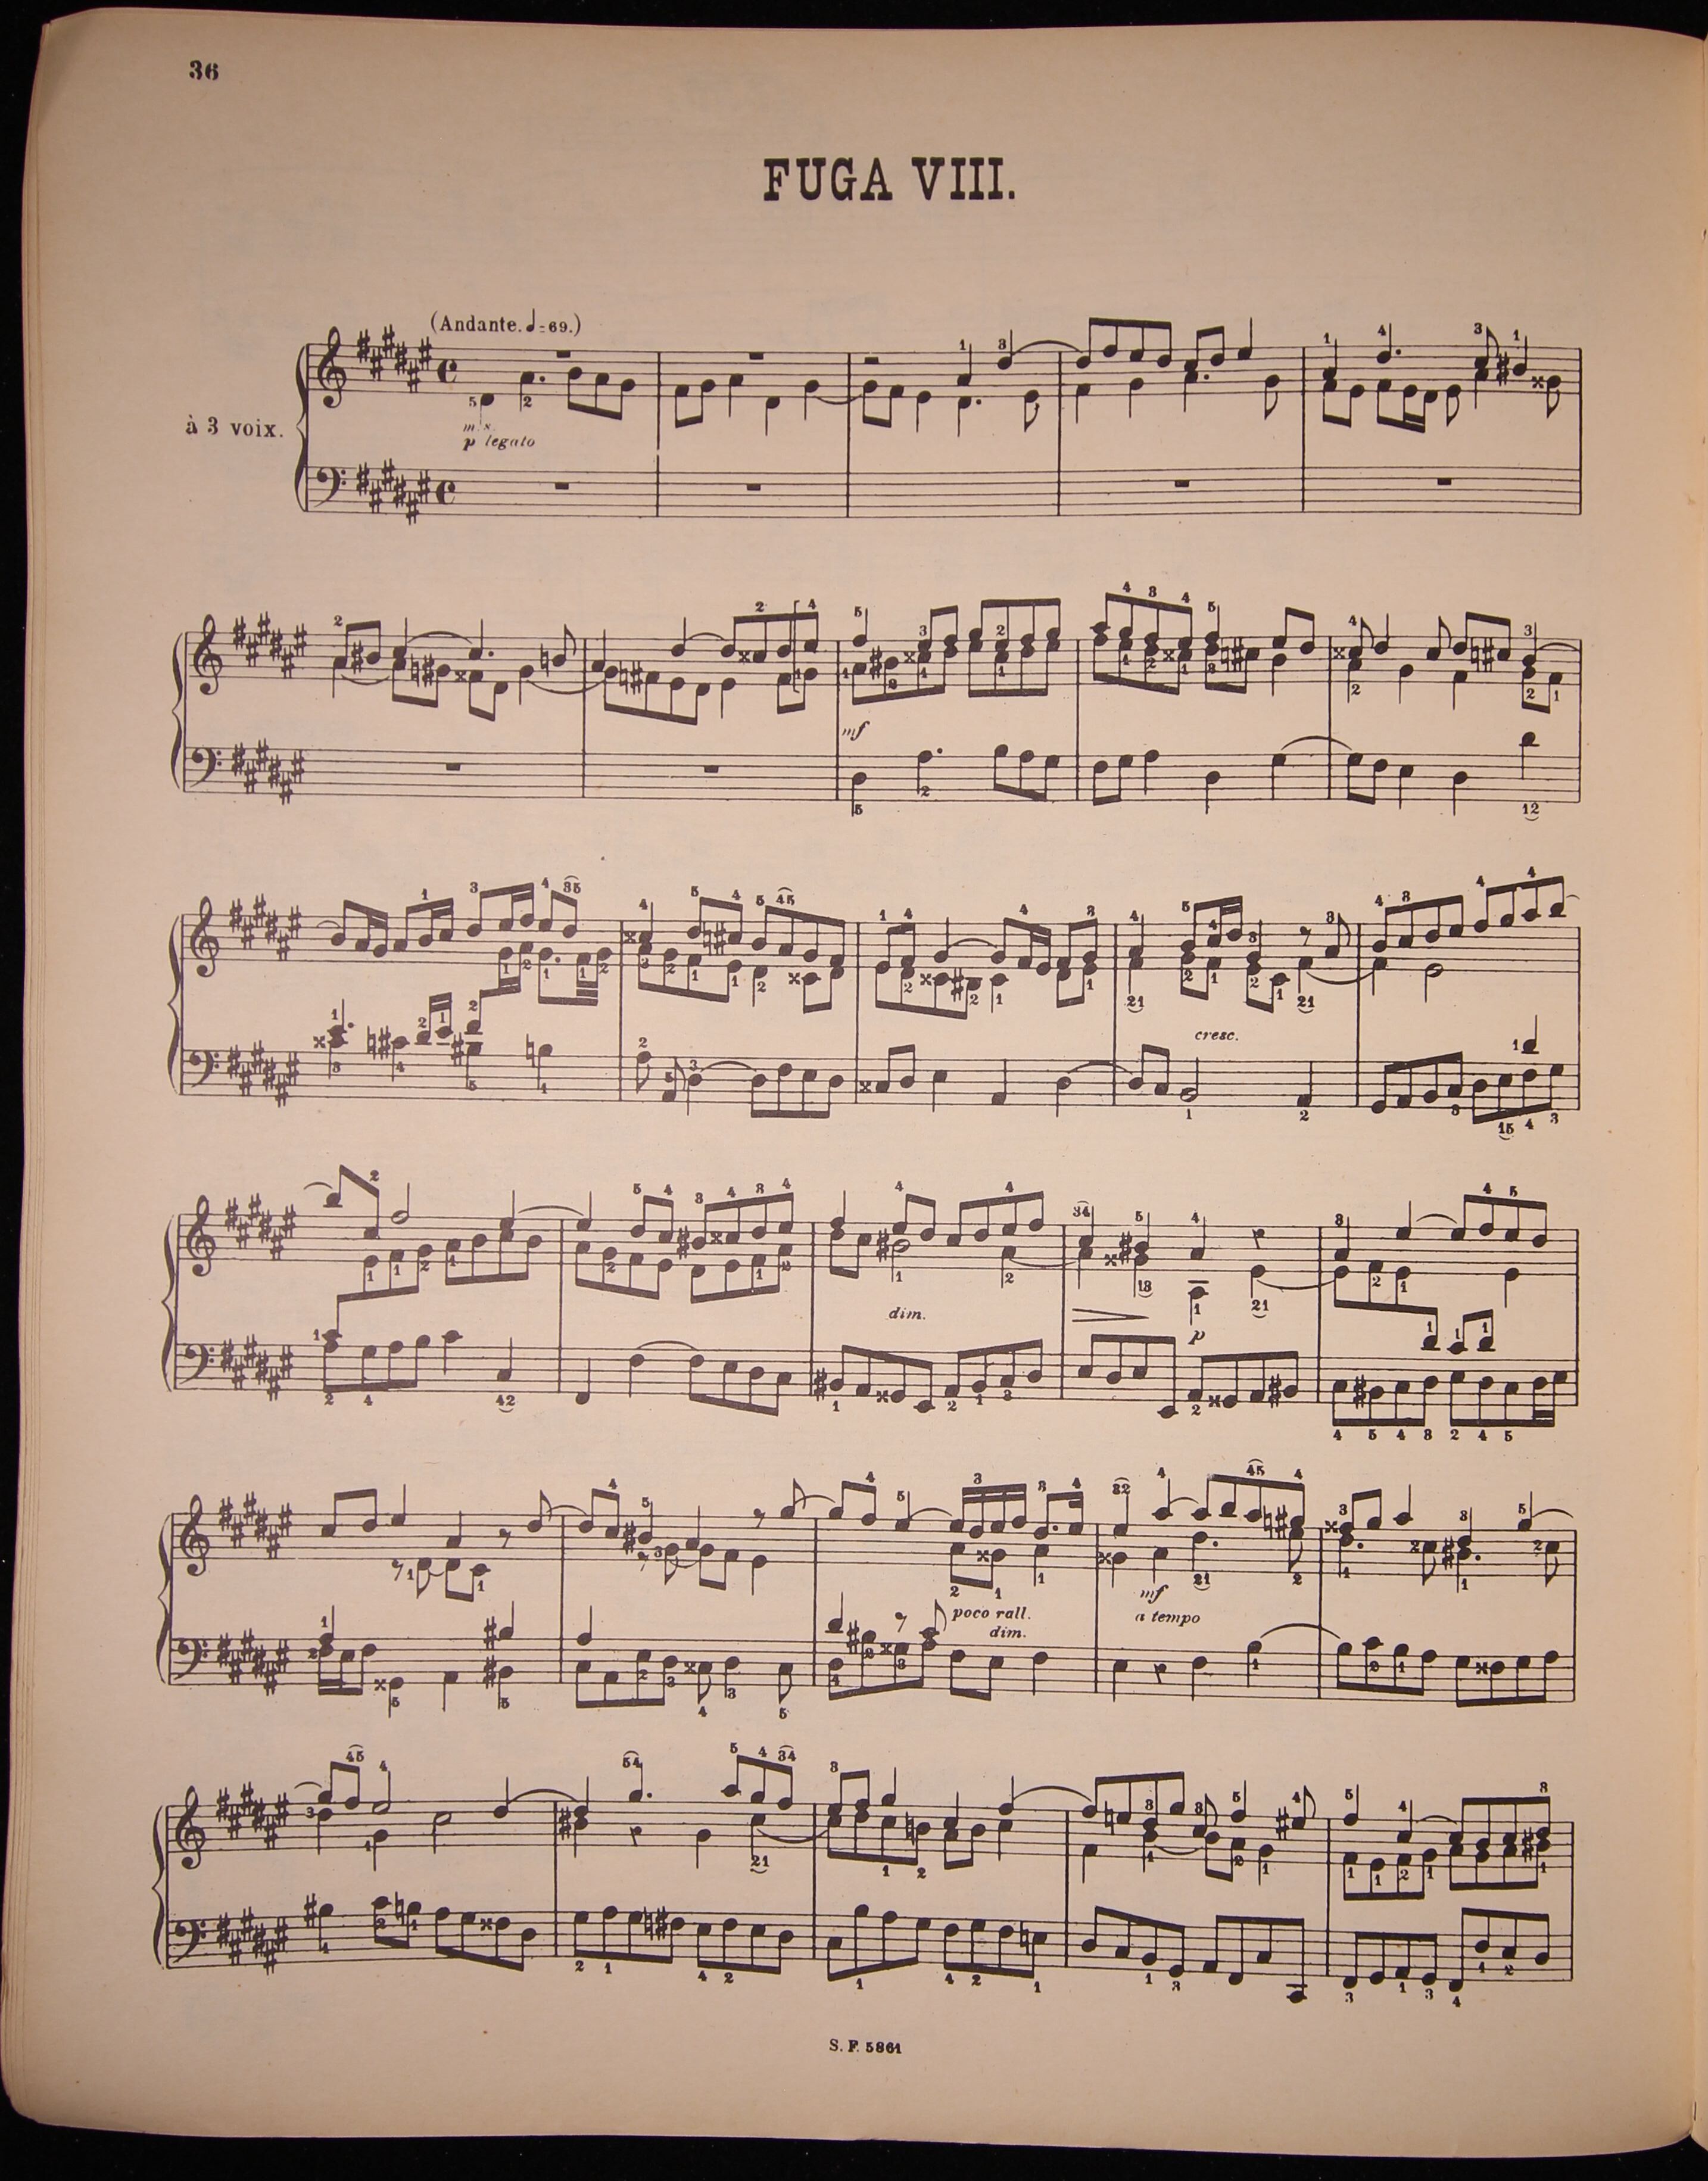 36
FUGA VIII.
(Andante. ♩=69.)
à 3 voix.
m.s.
p legato
mf
cresc.
dim.
p
poco rall.
dim.
mf
a tempo
S. F. 5861